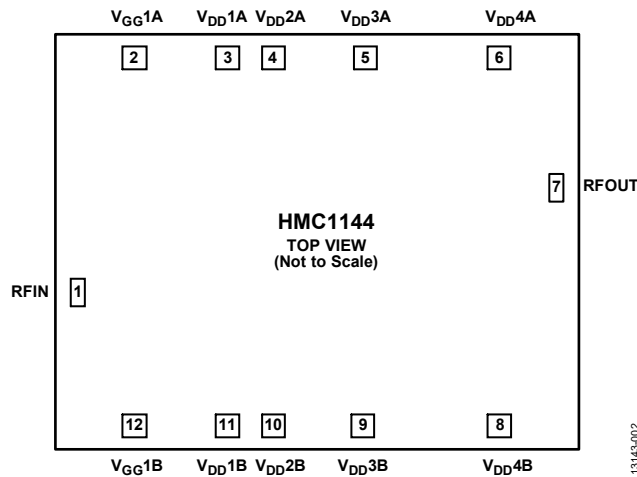 VGG1A VDD1A VDD2A VDD3A VDD4A
2 3 4 5 6
7 RFOUT
HMC1144
TOP VIEW
(Not to Scale)
RFIN 1
12 11 10 9 8
VGG1B VDD1B VDD2B VDD3B VDD4B
13143-002